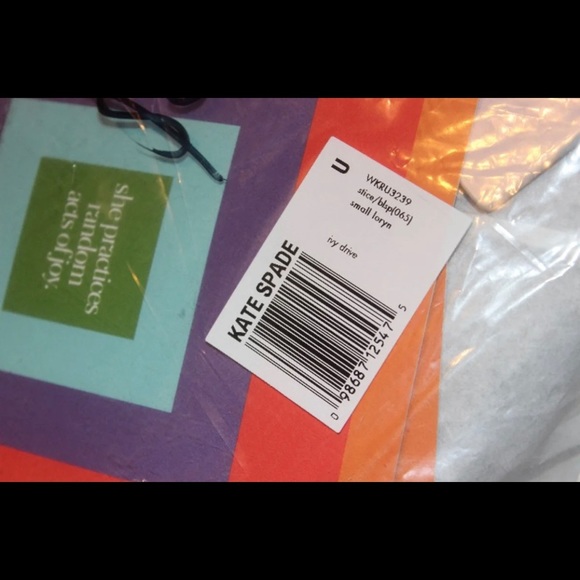 she practices
random
acts of joy.
U
WKRU3239
slice/blsp(065)
small loryn
ivy drive
KATE SPADE
0 98687 12547 5